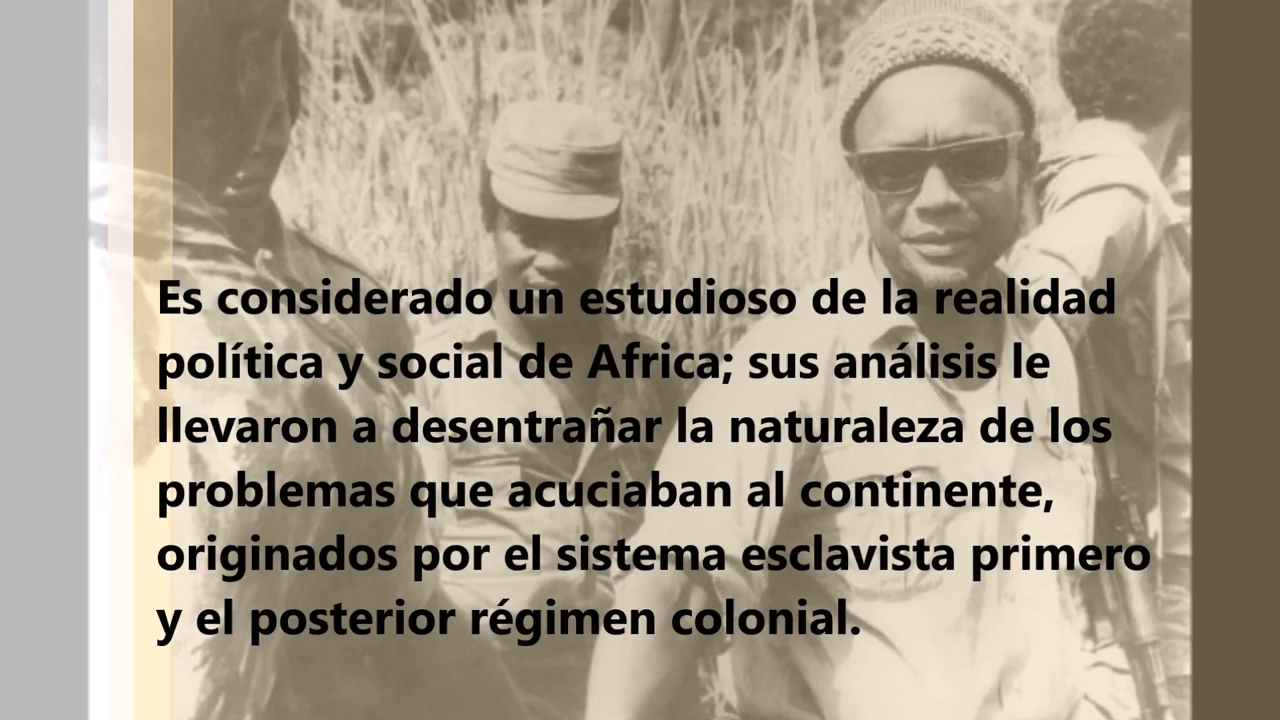 Es considerado un estudioso de la realidad
política y social de Africa; sus análisis le
llevaron a desentrañar la naturaleza de los
problemas que acuciaban al continente,
originados por el sistema esclavista primero
y el posterior régimen colonial.